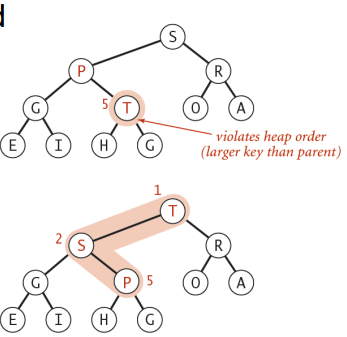 d
S
P R
G 5 T O A
E I H G
violates heap order
(larger key than parent)
1
T
2 S R
G P 5 O A
E I H G